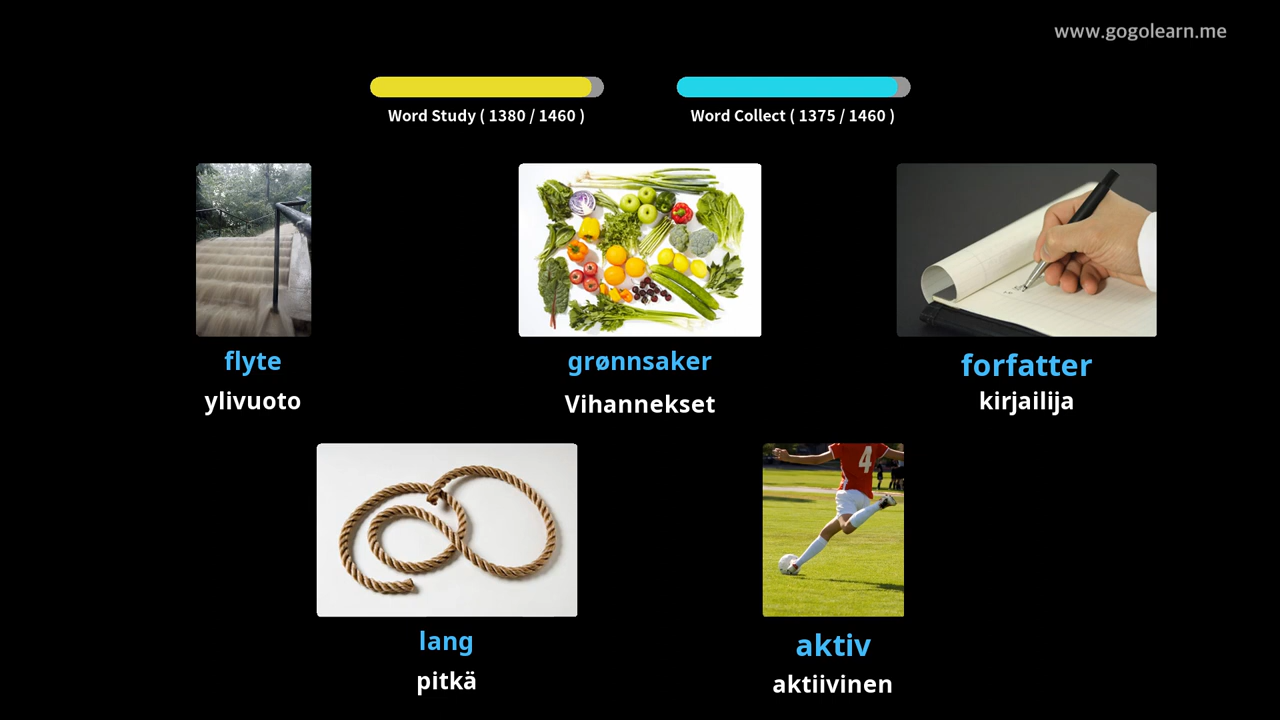 www.gogolearn.me
Word Study ( 1380 / 1460 )
Word Collect ( 1375 / 1460 )
flyte
ylivuoto
grønnsaker
Vihannekset
forfatter
kirjailija
lang
pitkä
aktiv
aktiivinen
4